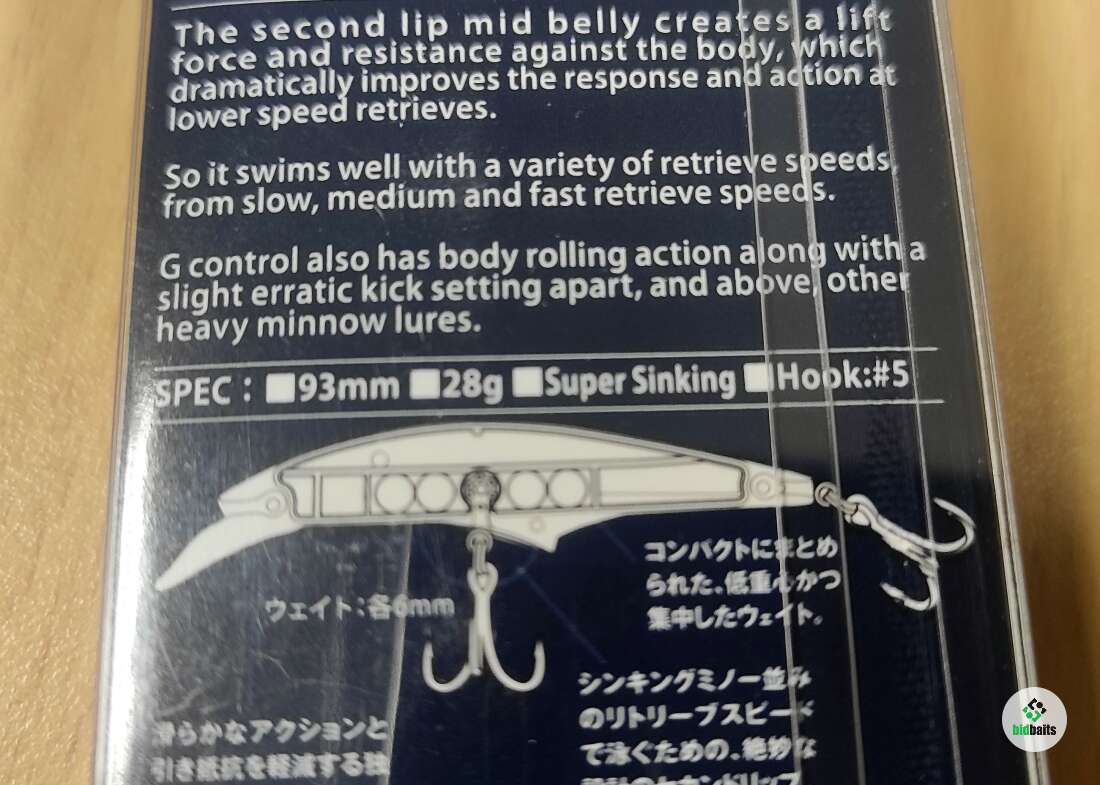 The second lip mid belly creates a lift
force and resistance against the body, which
dramatically improves the response and action at
lower speed retrieves.
So it swims well with a variety of retrieve speeds,
from slow, medium and fast retrieve speeds.
G control also has body rolling action along with a
slight erratic kick setting apart, and above, other
heavy minnow lures.
SPEC : ■93mm ■28g ■Super Sinking ■Hook:#5
コンパクトにまとめ
られた、低重心かつ
集中したウェイト。
ウェイト:各6mm
シンキングミノー並み
のリトリーブスピード
で泳ぐための、絶妙な
滑らかなアクションと
引き抵抗を軽減する独
bidbaits